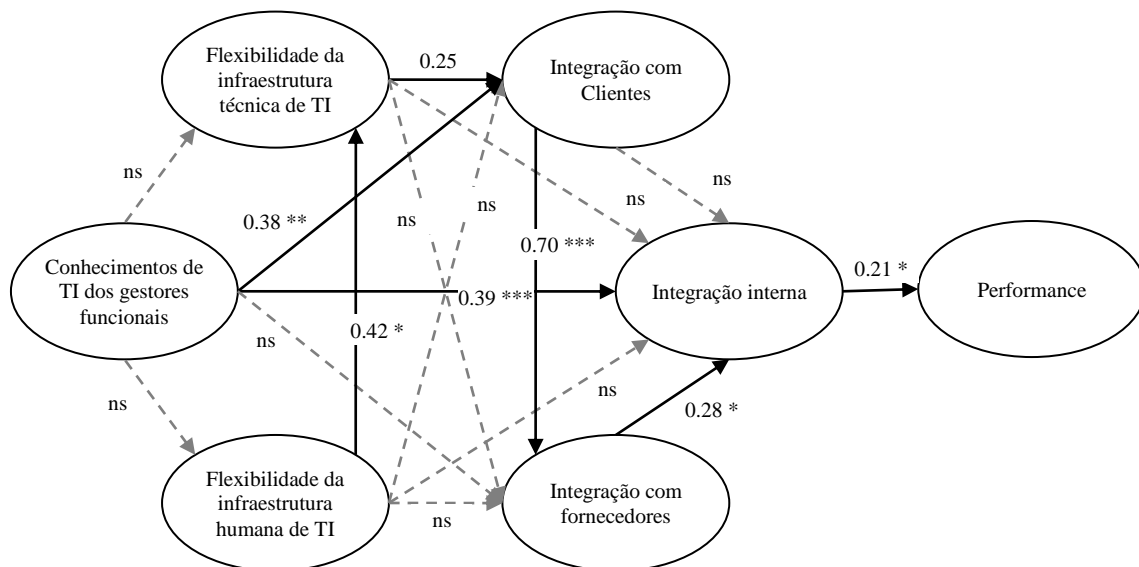 Flexibilidade da
infraestrutura
técnica de TI
0.25
Integração com
Clientes
ns
0.38 **
ns
ns
ns
ns
0.70 ***
Conhecimentos de
TI dos gestores
funcionais
0.39 ***
Integração interna
0.21 *
Performance
0.42 *
ns
ns
ns
0.28 *
Flexibilidade da
infraestrutura
humana de TI
ns
Integração com
fornecedores